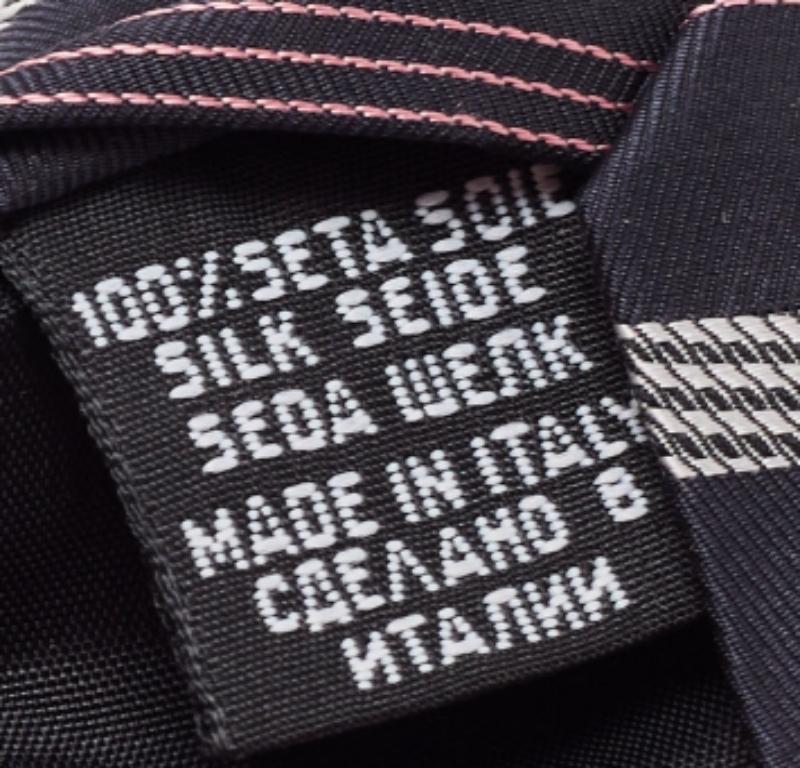 100%SETA SOIE
SILK SEIDE
SEDA ШЕЛК
MADE IN ITALY
СДЕЛАНО В
ИТАЛИИ